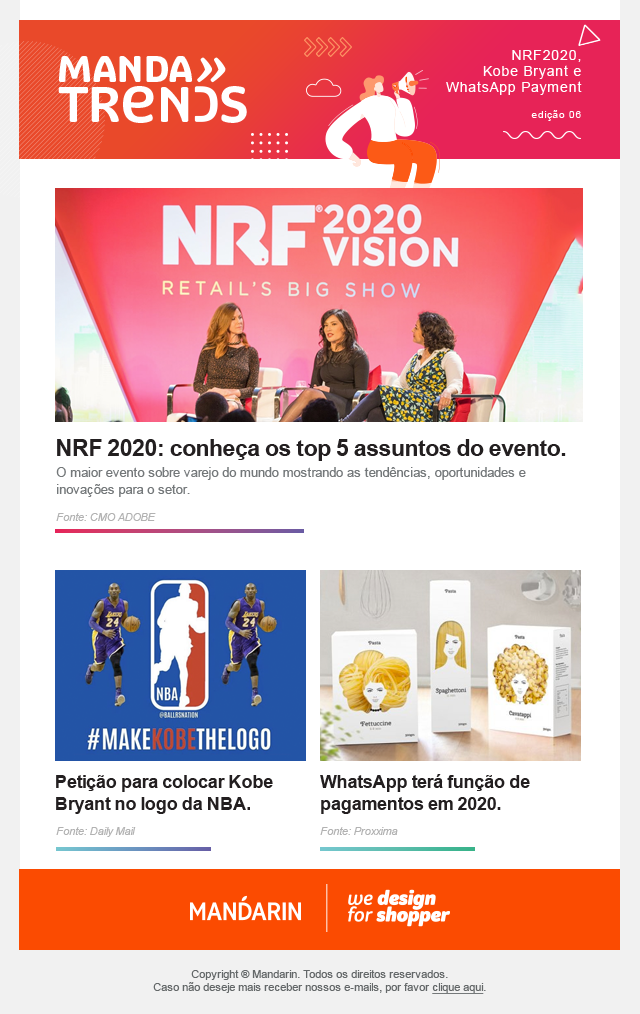 MANDA
TRENDS
NRF2020,
Kobe Bryant e
WhatsApp Payment
edição 06
NRF® 2020
VISION
RETAIL'S BIG SHOW
NRF 2020: conheça os top 5 assuntos do evento.
O maior evento sobre varejo do mundo mostrando as tendências, oportunidades e
inovações para o setor.
Fonte: CMO ADOBE
LAKERS
24
LAKERS
24
NBA
@BALLRSNATION
#MAKEKOBETHELOGO
Pasta
Fettuccine
Pasta
Spaghettoni
Pasta
Cavatappi
Petição para colocar Kobe
Bryant no logo da NBA.
Fonte: Daily Mail
WhatsApp terá função de
pagamentos em 2020.
Fonte: Proxxima
MANDARIN
we design
for shopper
Copyright ® Mandarin. Todos os direitos reservados.
Caso não deseje mais receber nossos e-mails, por favor clique aqui.